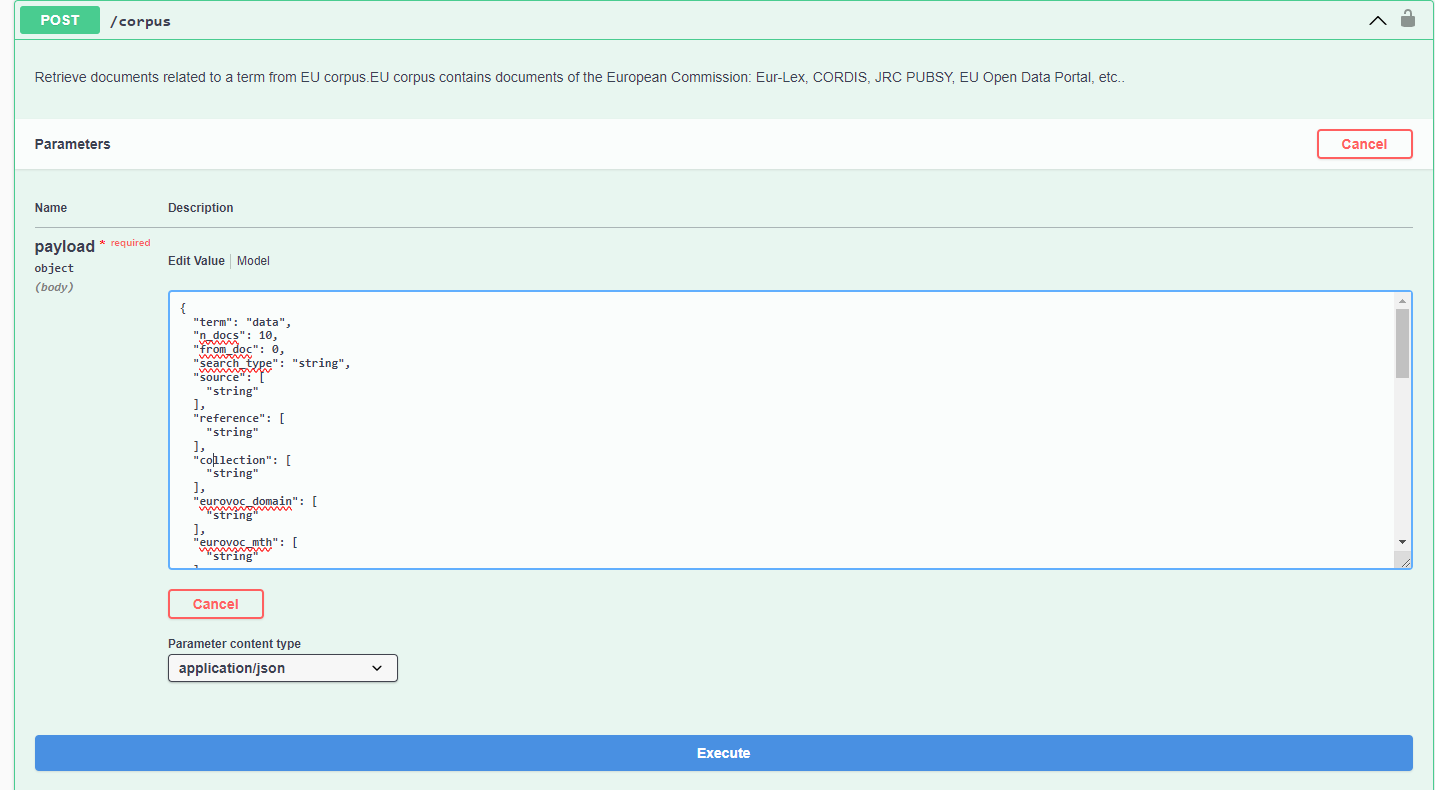 POST /corpus
Retrieve documents related to a term from EU corpus.EU corpus contains documents of the European Commission: Eur-Lex, CORDIS, JRC PUBSY, EU Open Data Portal, etc..
Parameters
Cancel
Name Description
payload * required
object
(body)
Edit Value | Model
{
  "term": "data",
  "n_docs": 10,
  "from_doc": 0,
  "search_type": "string",
  "source": [
    "string"
  ],
  "reference": [
    "string"
  ],
  "collection": [
    "string"
  ],
  "eurovoc_domain": [
    "string"
  ],
  "eurovoc_mth": [
    "string"
  ]
Cancel
Parameter content type
application/json
Execute